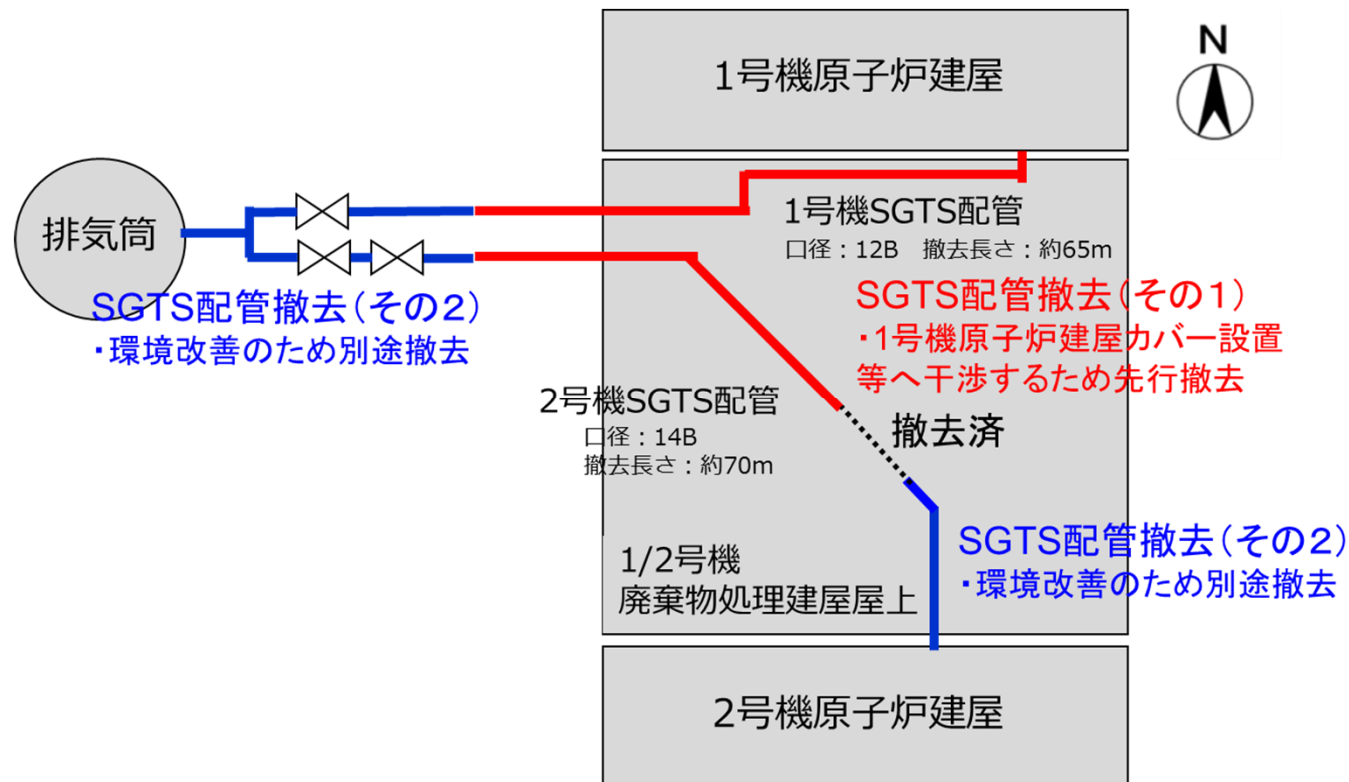 1号機原子炉建屋
N
排気筒
1号機SGTS配管
口径：12B　撤去長さ：約65m
SGTS配管撤去（その１）
・1号機原子炉建屋カバー設置
等へ干渉するため先行撤去
SGTS配管撤去（その２）
・環境改善のため別途撤去
2号機SGTS配管
口径：14B
撤去長さ：約70m
撤去済
SGTS配管撤去（その２）
・環境改善のため別途撤去
1/2号機
廃棄物処理建屋屋上
2号機原子炉建屋